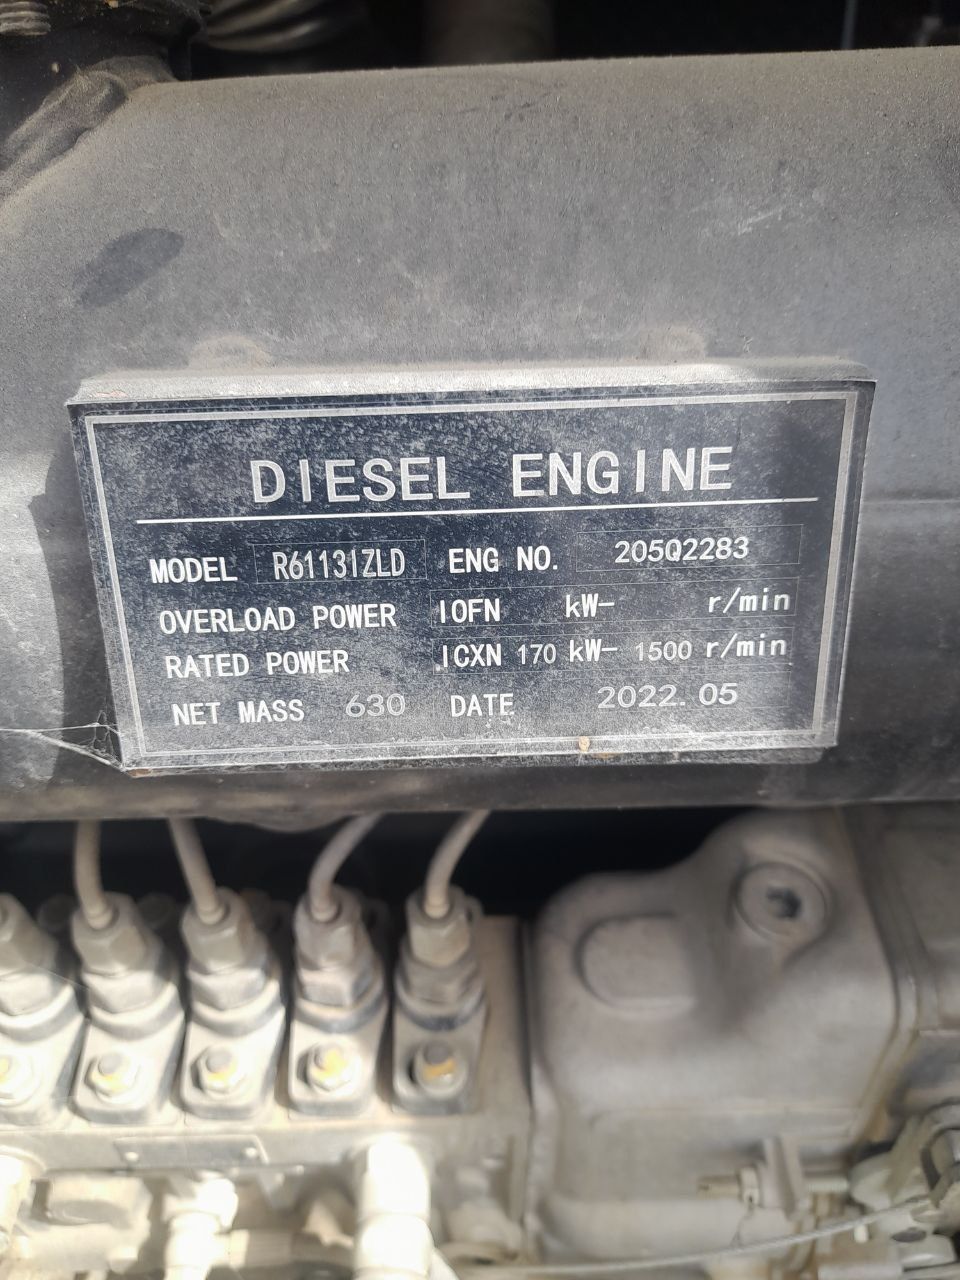 DIESEL ENGINE
MODEL R6113IZLD ENG NO. 205Q2283
OVERLOAD POWER IOFN kW- r/min
RATED POWER ICXN 170 kW- 1500 r/min
NET MASS 630 DATE 2022.05